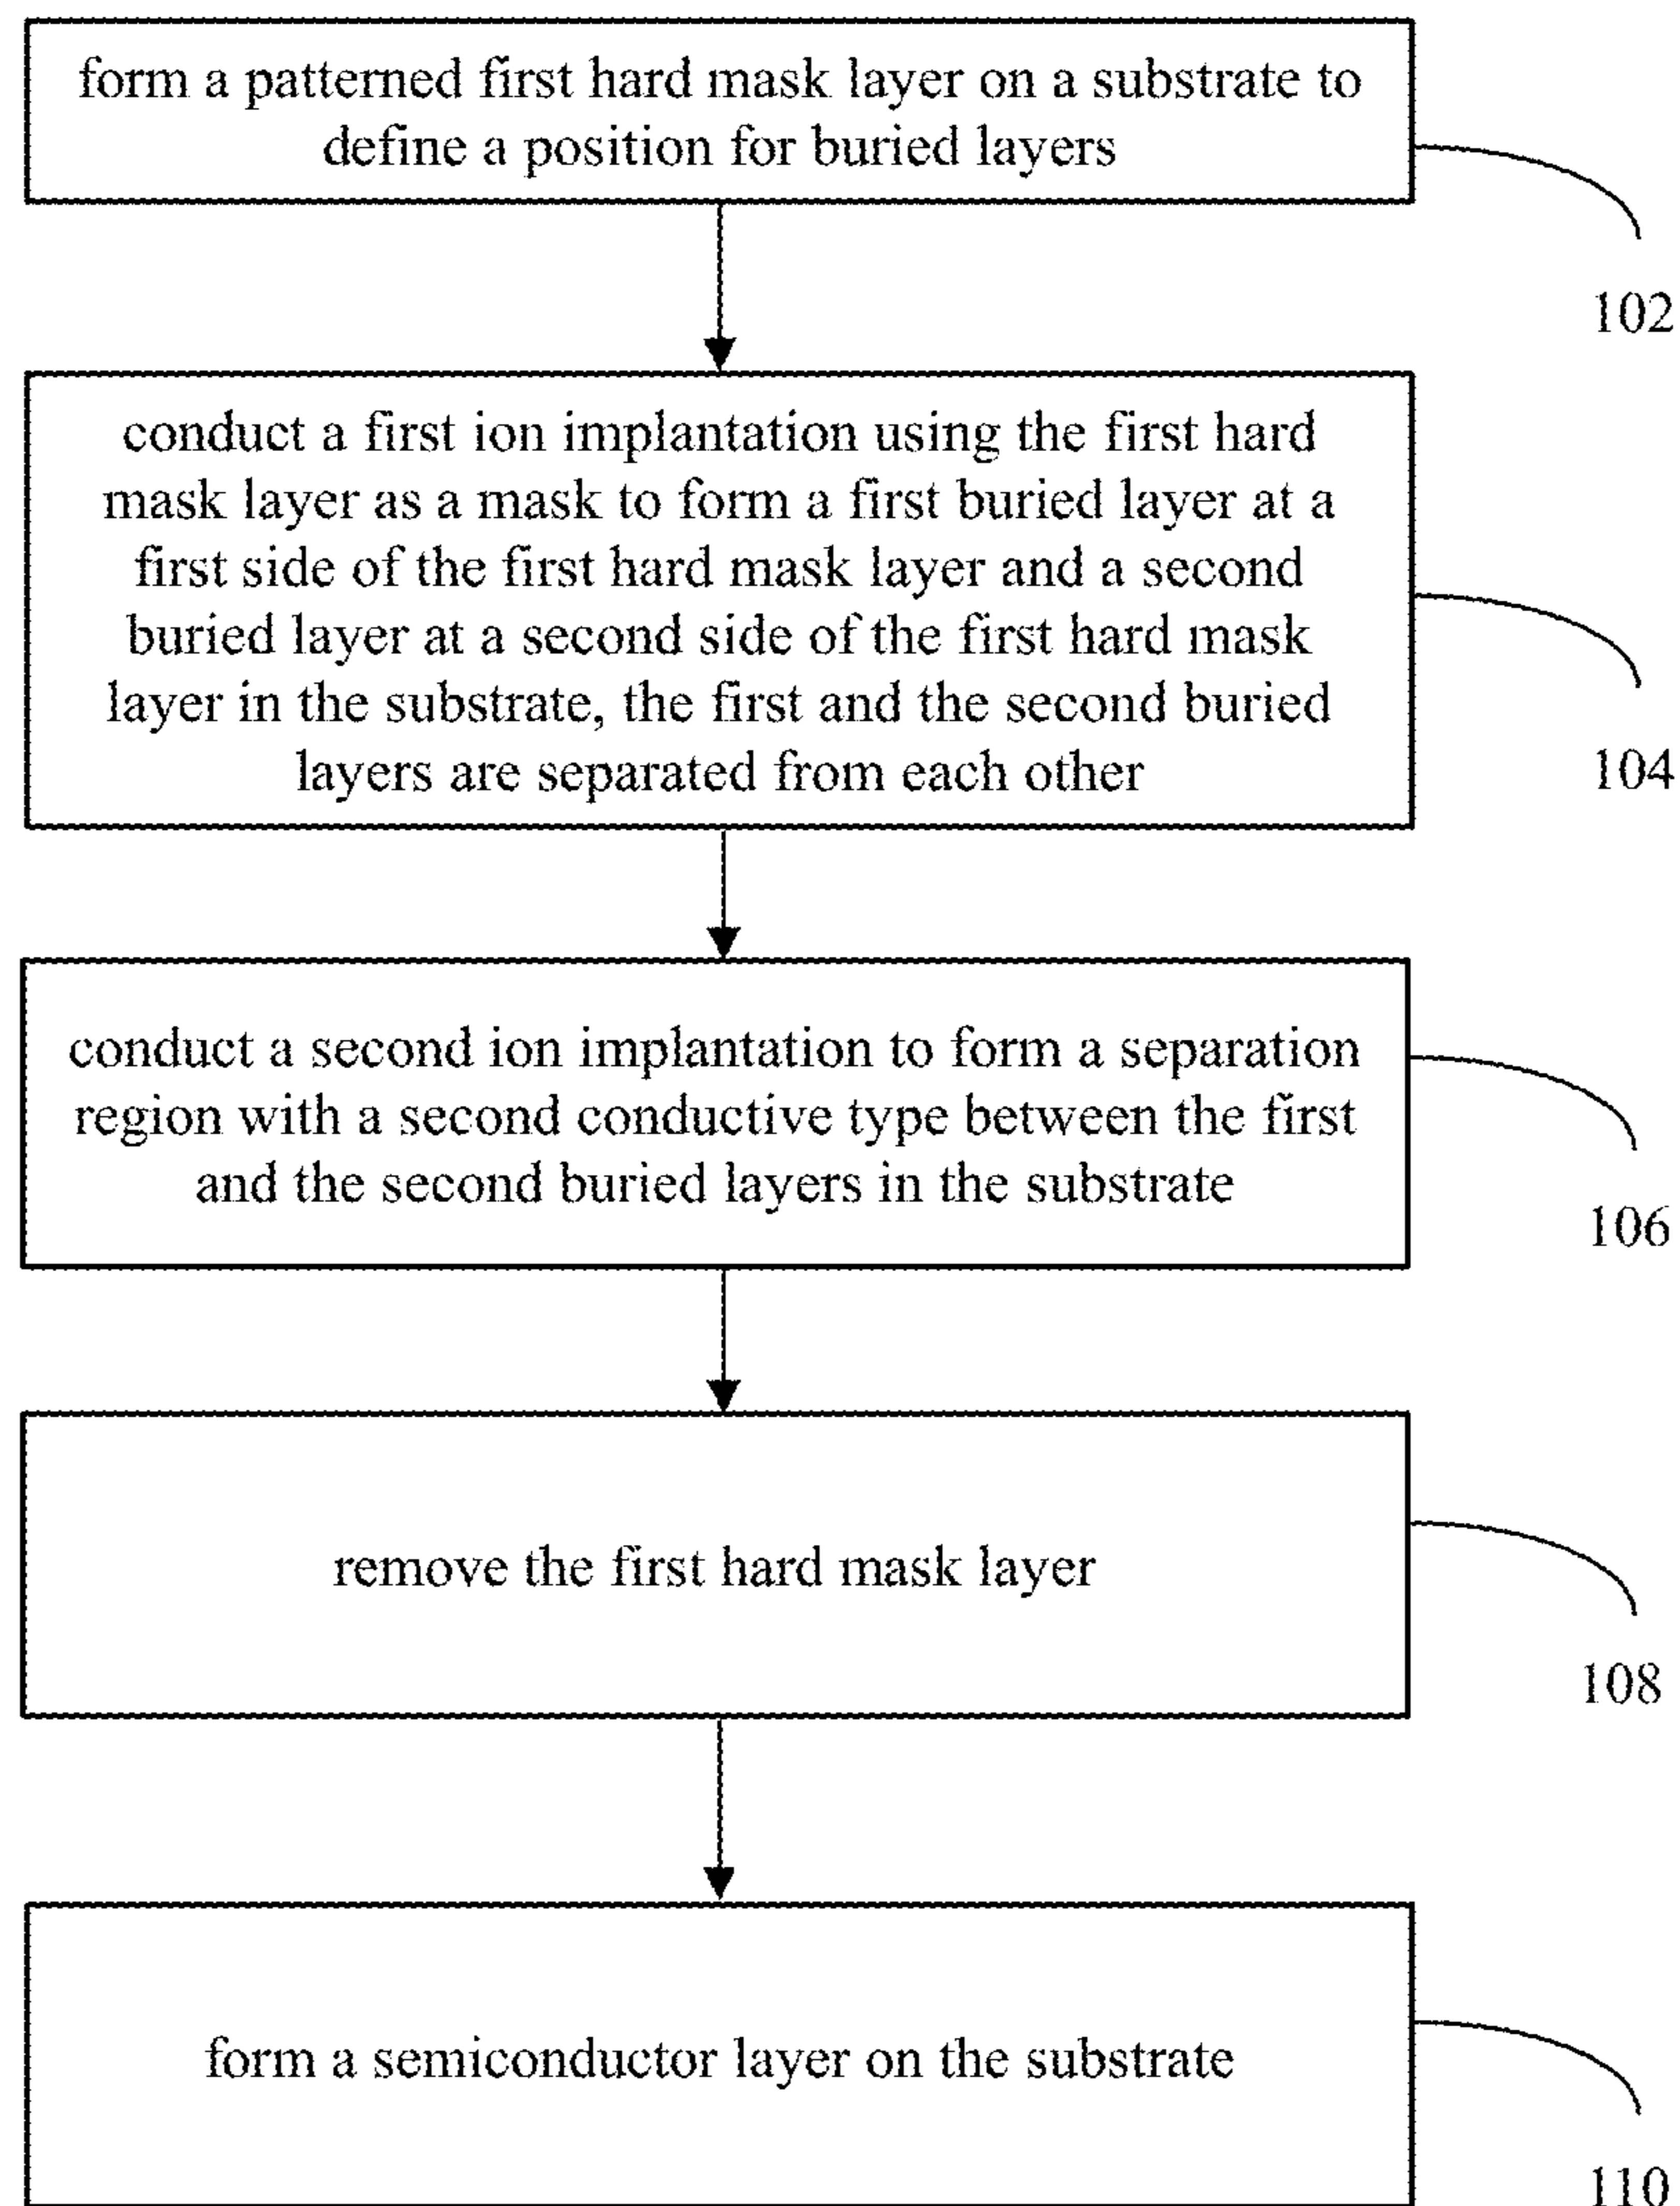 form a patterned first hard mask layer on a substrate to
define a position for buried layers
102
conduct a first ion implantation using the first hard
mask layer as a mask to form a first buried layer at a
first side of the first hard mask layer and a second
buried layer at a second side of the first hard mask
layer in the substrate, the first and the second buried
layers are separated from each other
104
conduct a second ion implantation to form a separation
region with a second conductive type between the first
and the second buried layers in the substrate
106
remove the first hard mask layer
108
form a semiconductor layer on the substrate
110